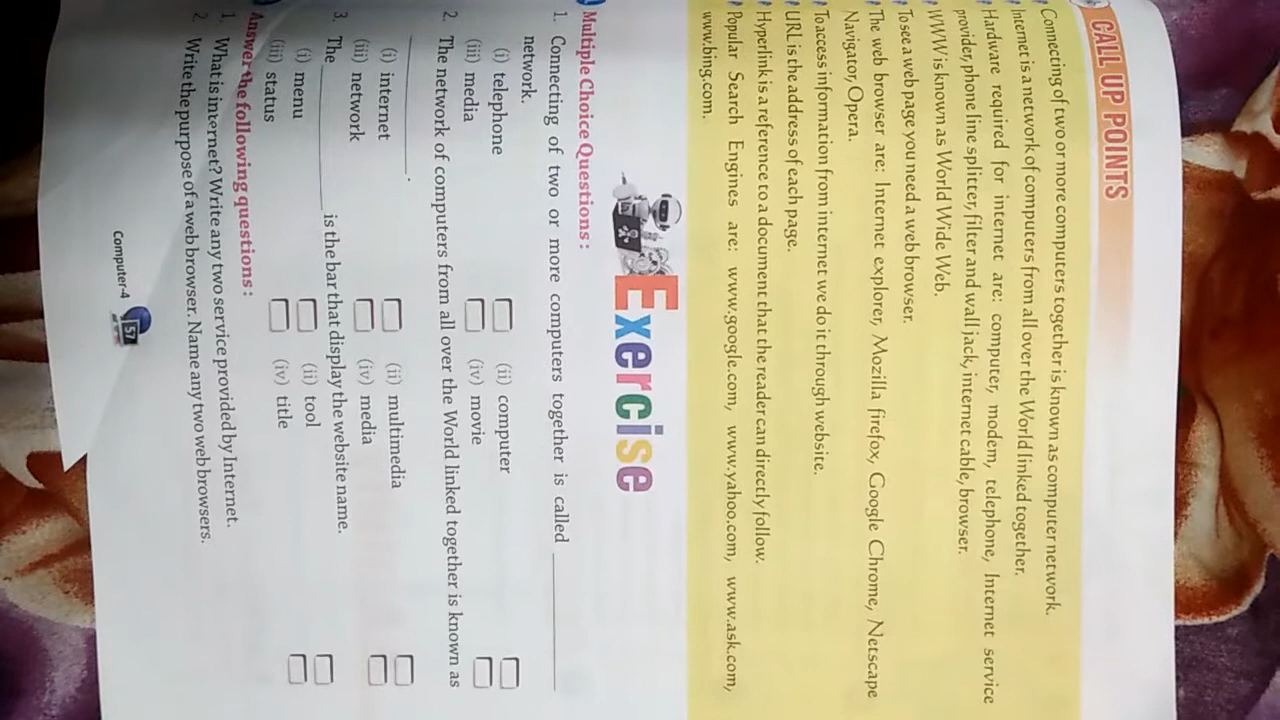 CALL UP POINTS
Connecting of two or more computers together is known as computer network.
Internet is a network of computers from all over the World linked together.
Hardware required for internet are: computer, modem, telephone, Internet service
provider, phone line splitter, filter and wall jack, internet cable, browser.
WWW is known as World Wide Web.
To see a web page you need a web browser.
The web browser are: Internet explorer, Mozilla firefox, Google Chrome, Netscape
Navigator, Opera.
To access information from internet we do it through website.
URL is the address of each page.
Hyperlink is a reference to a document that the reader can directly follow.
Popular Search Engines are: www.google.com, www.yahoo.com, www.ask.com,
www.bing.com.
Exercise
Multiple Choice Questions :
1. Connecting of two or more computers together is called ____________
network.
(i) telephone (ii) computer
(iii) media (iv) movie
2. The network of computers from all over the World linked together is known as
____________.
(i) internet (ii) multimedia
(iii) network (iv) media
3. The ____________ is the bar that display the website name.
(i) menu (ii) tool
(iii) status (iv) title
Answer the following questions :
1. What is internet? Write any two service provided by Internet.
2. Write the purpose of a web browser. Name any two web browsers.
Computer-4 57